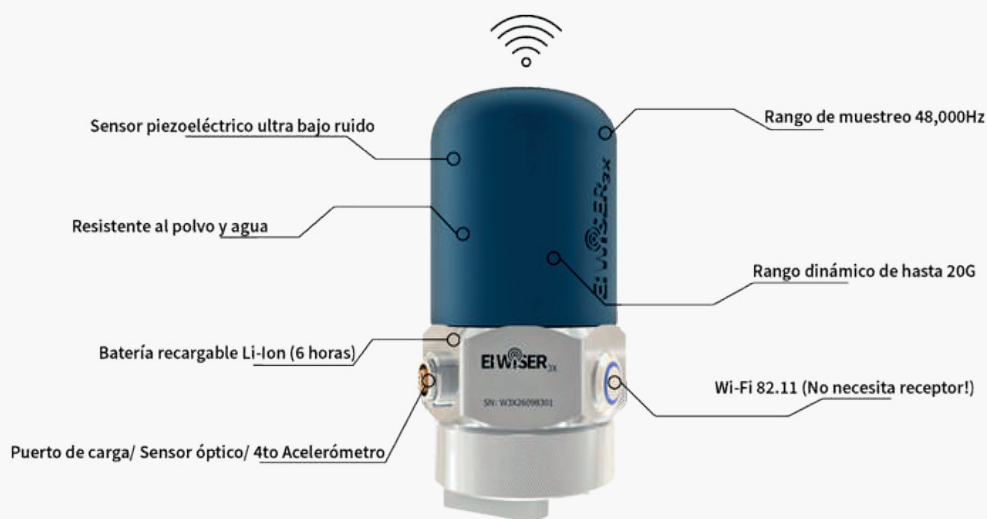 Sensor piezoeléctrico ultra bajo ruido
Rango de muestreo 48,000Hz
Resistente al polvo y agua
EI WiSER 3X
Rango dinámico de hasta 20G
Batería recargable Li-Ion (6 horas)
EI WiSER 3X
SN: W3X26098301
Wi-Fi 82.11 (No necesita receptor!)
Puerto de carga/ Sensor óptico/ 4to Acelerómetro